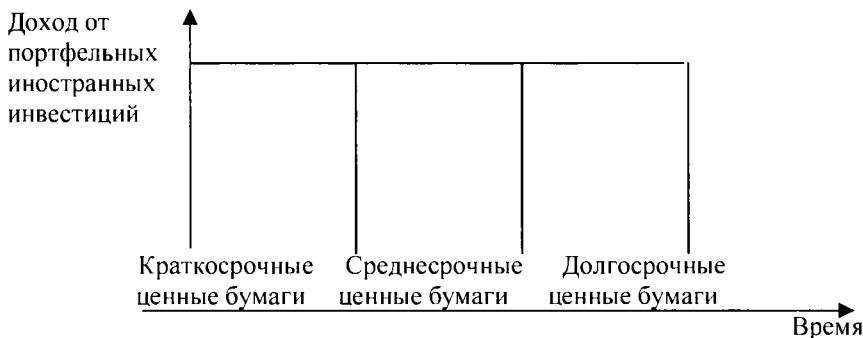 Доход от
портфельных
иностранных
инвестиций
Краткосрочные Среднесрочные Долгосрочные
ценные бумаги ценные бумаги ценные бумаги
Время